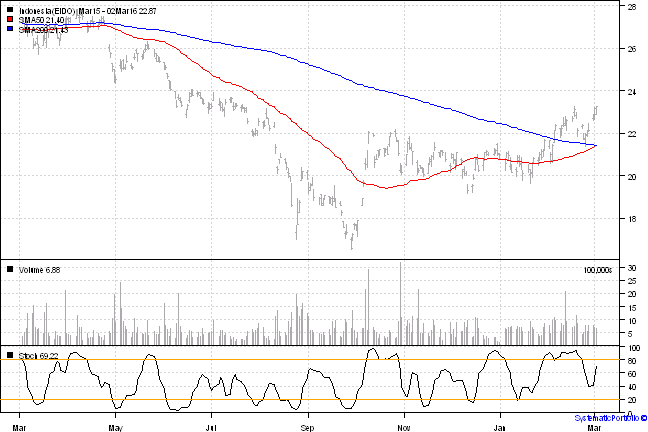 Indonesia(EIDO) |Mar15 - 02Mar16 22.87
SMA50 21.40
SMA200 21.43
28
26
24
22
20
18
Volume 6.88
100,000s
30
25
20
15
10
5
Stoch 69.22
100
80
60
40
20
0
Mar
May
Jul
Sep
Nov
Jan
Mar
SystematicPortfolio ©